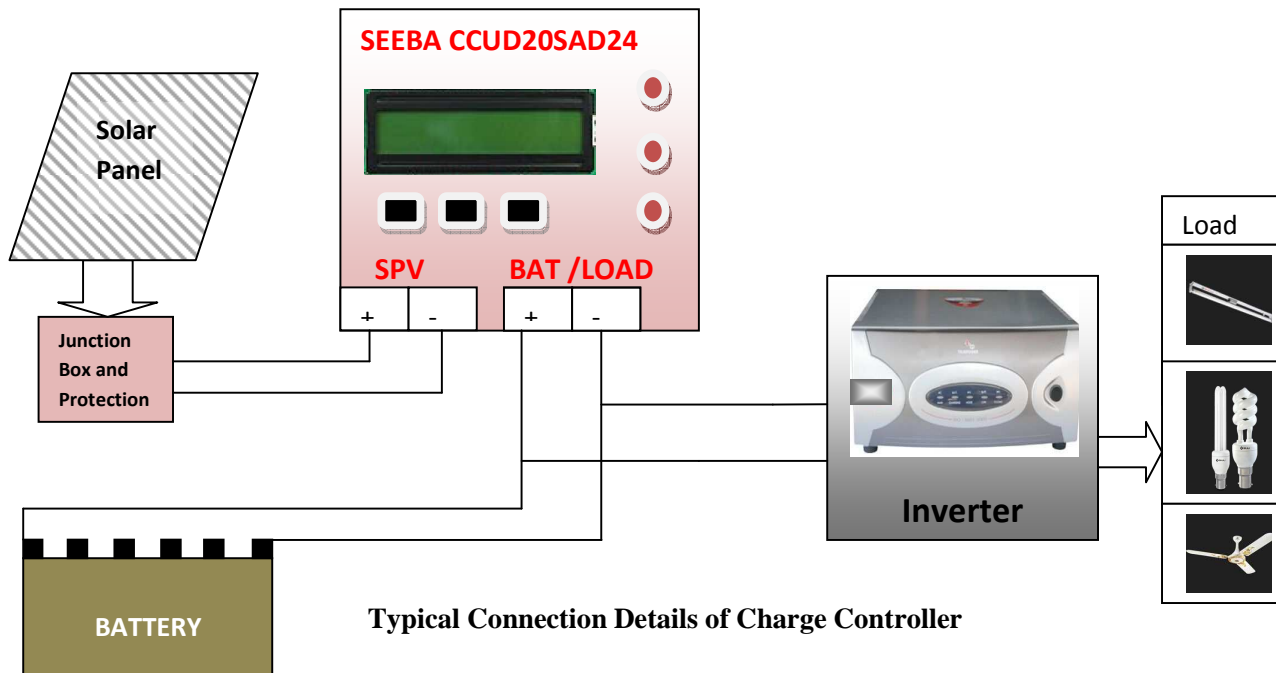 SEEBA CCUD20SAD24
Solar
Panel
SPV
BAT /LOAD
+
-
+
-
Junction
Box and
Protection
Load
Inverter
BATTERY
Typical Connection Details of Charge Controller